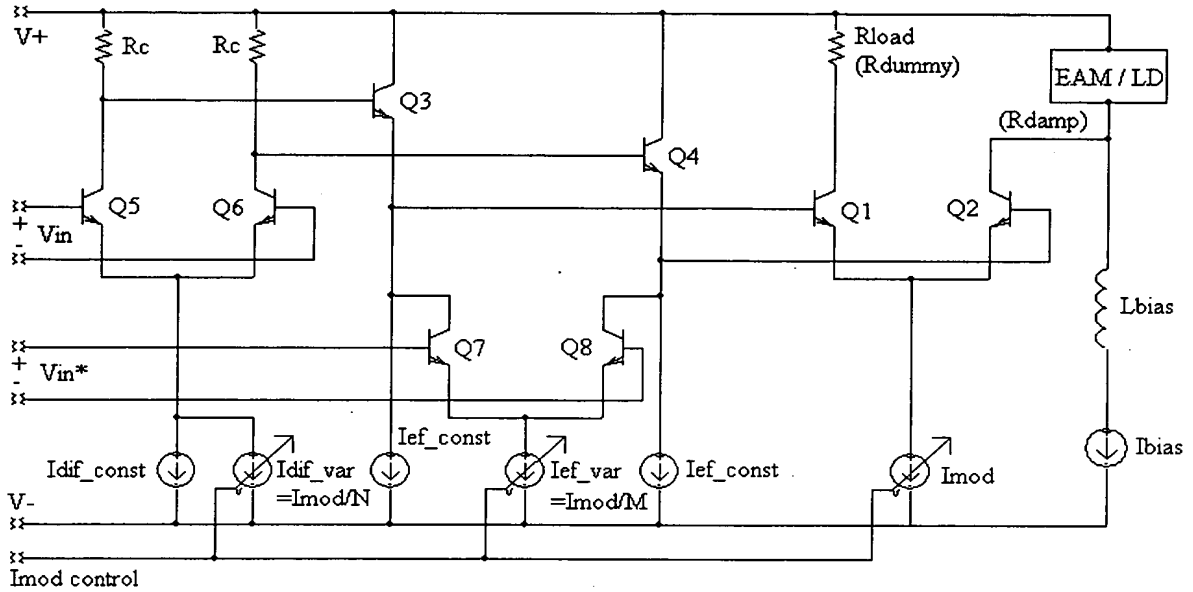 V+
Rc
Rc
Rload
(Rdummy)
EAM / LD
Q3
(Rdamp)
Q4
Q5
Q6
Q1
Q2
+
Vin
-
Lbias
Q7
Q8
+
Vin*
-
Ief_const
Idif_const
Idif_var
=Imod/N
Ief_var
=Imod/M
Ief_const
Imod
Ibias
V-
Imod control